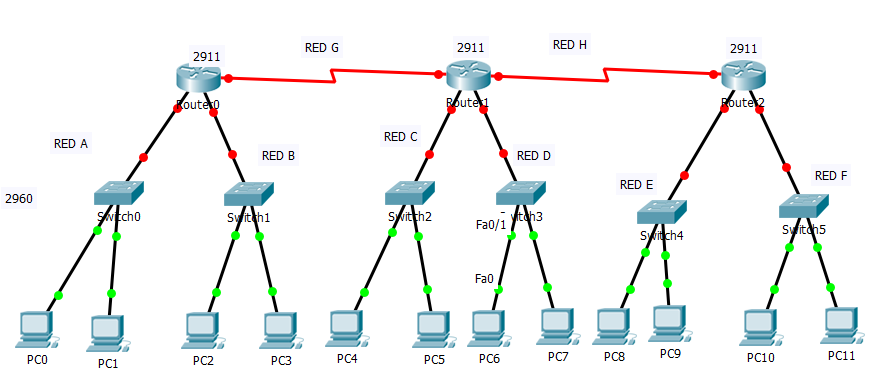 RED G
2911
RED H
2911
2911
Router0
Router1
Router2
RED A
RED B
RED C
RED D
RED E
RED F
2960
Switch0
Switch1
Switch2
Fa0/1
Switch4
Switch5
Fa0
PC0
PC1
PC2
PC3
PC4
PC5
PC6
PC7
PC8
PC9
PC10
PC11